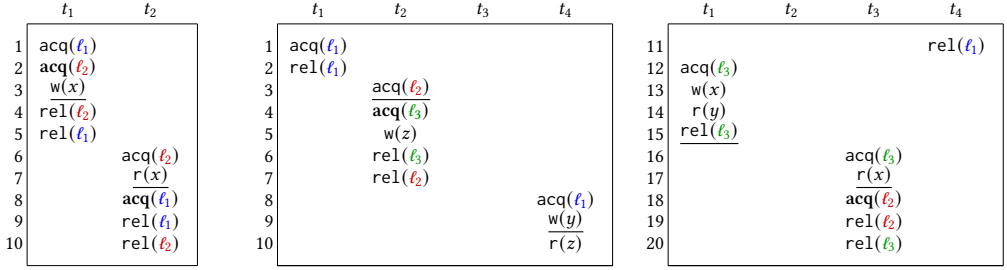 t₁ t₂
1 acq(ℓ₁)
2 acq(ℓ₂)
3 w(x)
4 rel(ℓ₂)
5 rel(ℓ₁)
6 acq(ℓ₂)
7 r(x)
8 acq(ℓ₁)
9 rel(ℓ₁)
10 rel(ℓ₂)
t₁ t₂ t₃ t₄
1 acq(ℓ₁)
2 rel(ℓ₁)
3 acq(ℓ₂)
4 acq(ℓ₃)
5 w(z)
6 rel(ℓ₃)
7 rel(ℓ₂)
8 acq(ℓ₁)
9 w(y)
10 r(z)
t₁ t₂ t₃ t₄
11 rel(ℓ₁)
12 acq(ℓ₃)
13 w(x)
14 r(y)
15 rel(ℓ₃)
16 acq(ℓ₃)
17 r(x)
18 acq(ℓ₂)
19 rel(ℓ₂)
20 rel(ℓ₃)